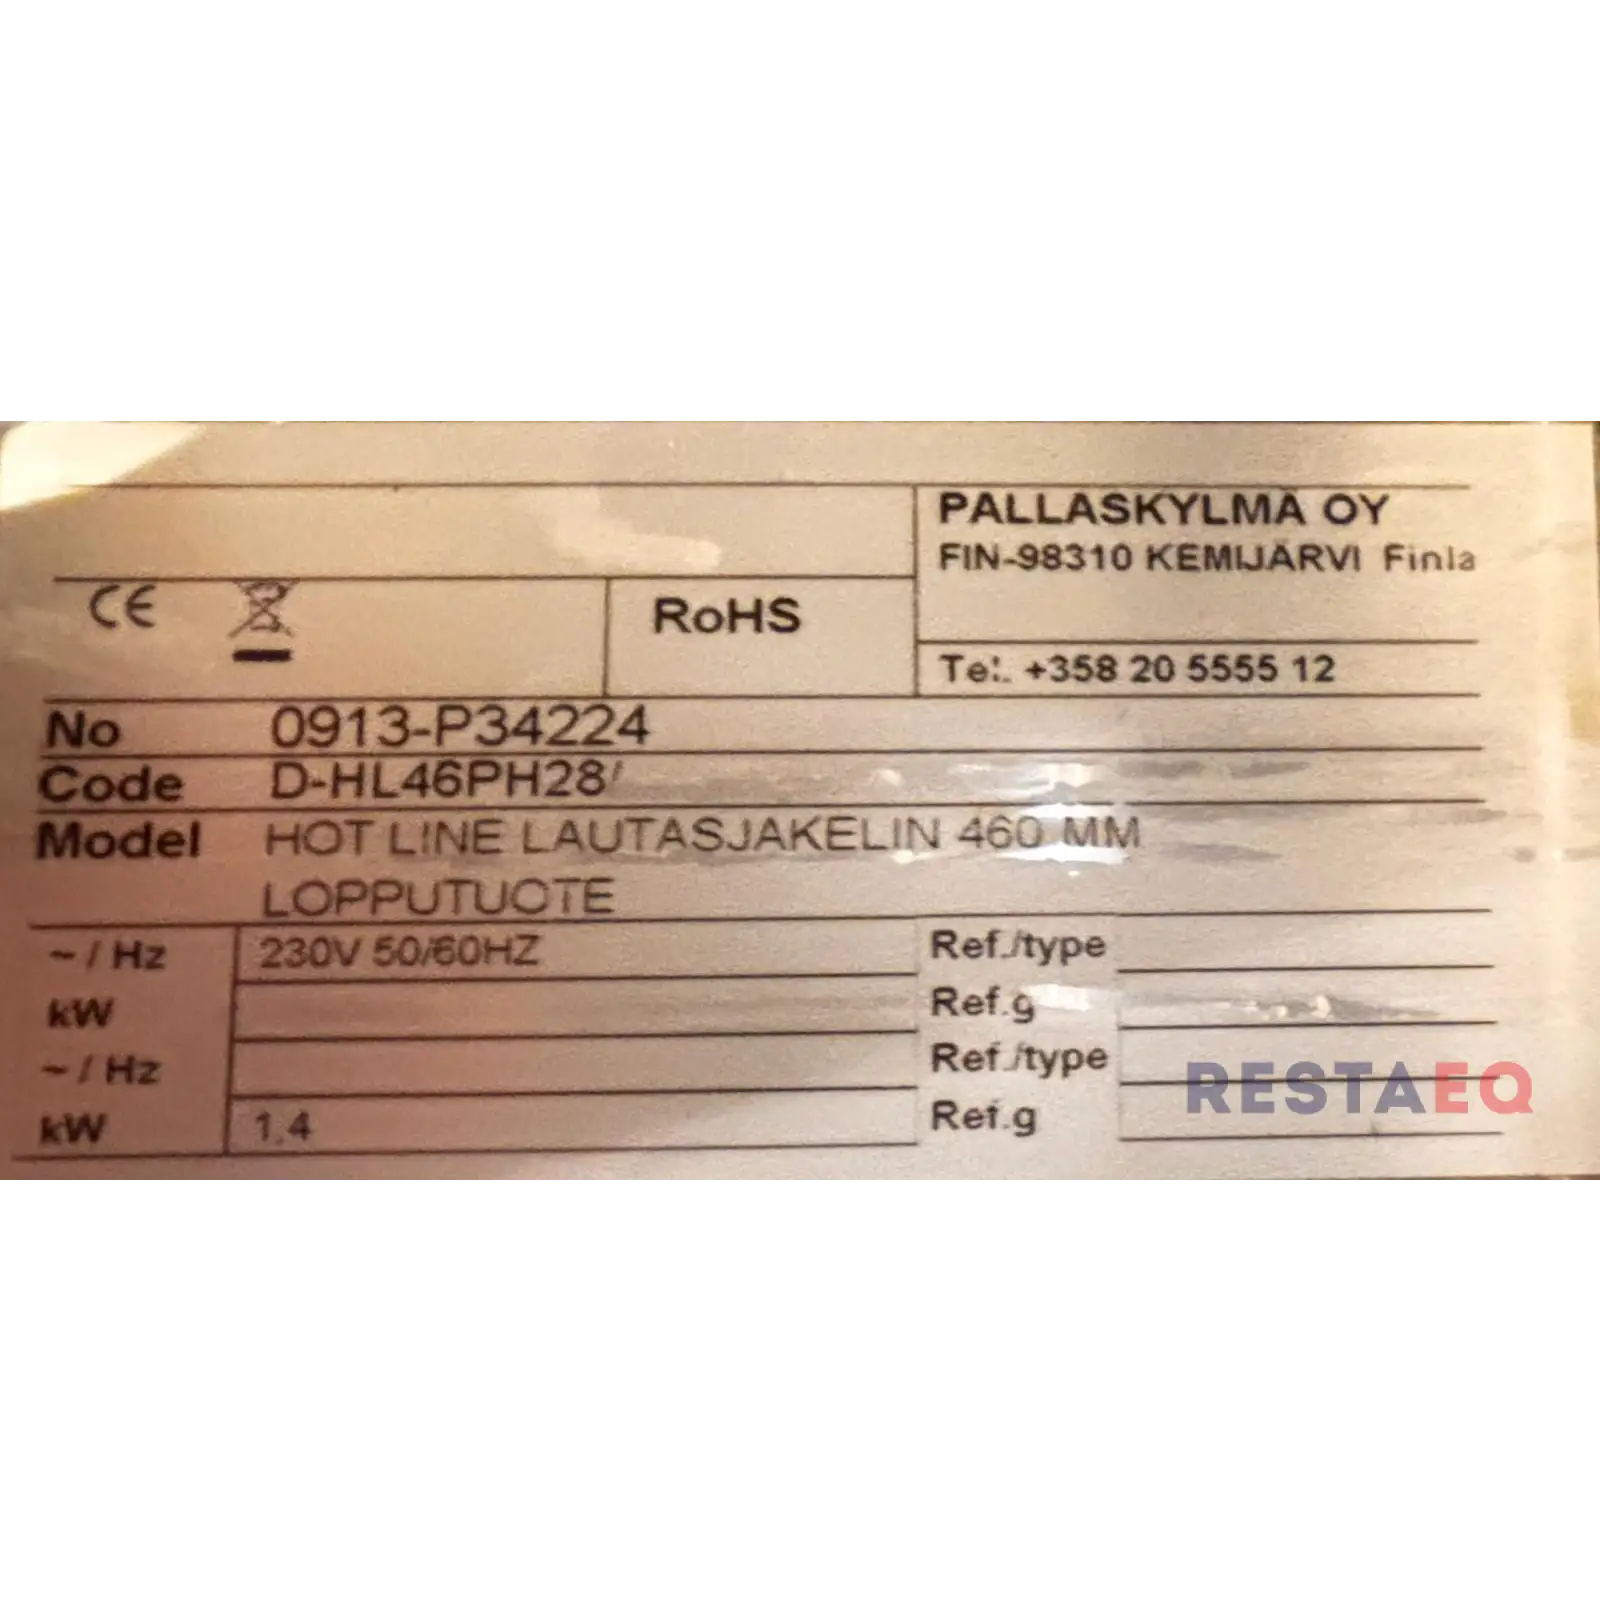 PALLASKYLMÄ OY
FIN-98310 KEMIJÄRVI Finla
CE
RoHS
Tel. +358 20 5555 12
No 0913-P34224
Code D-HL46PH28/
Model HOT LINE LAUTASJAKELIN 460 MM
LOPPUTUOTE
~ / Hz 230V 50/60HZ Ref./type
kW Ref.g
~ / Hz Ref./type
kW 1.4 Ref.g
RESTAEQ